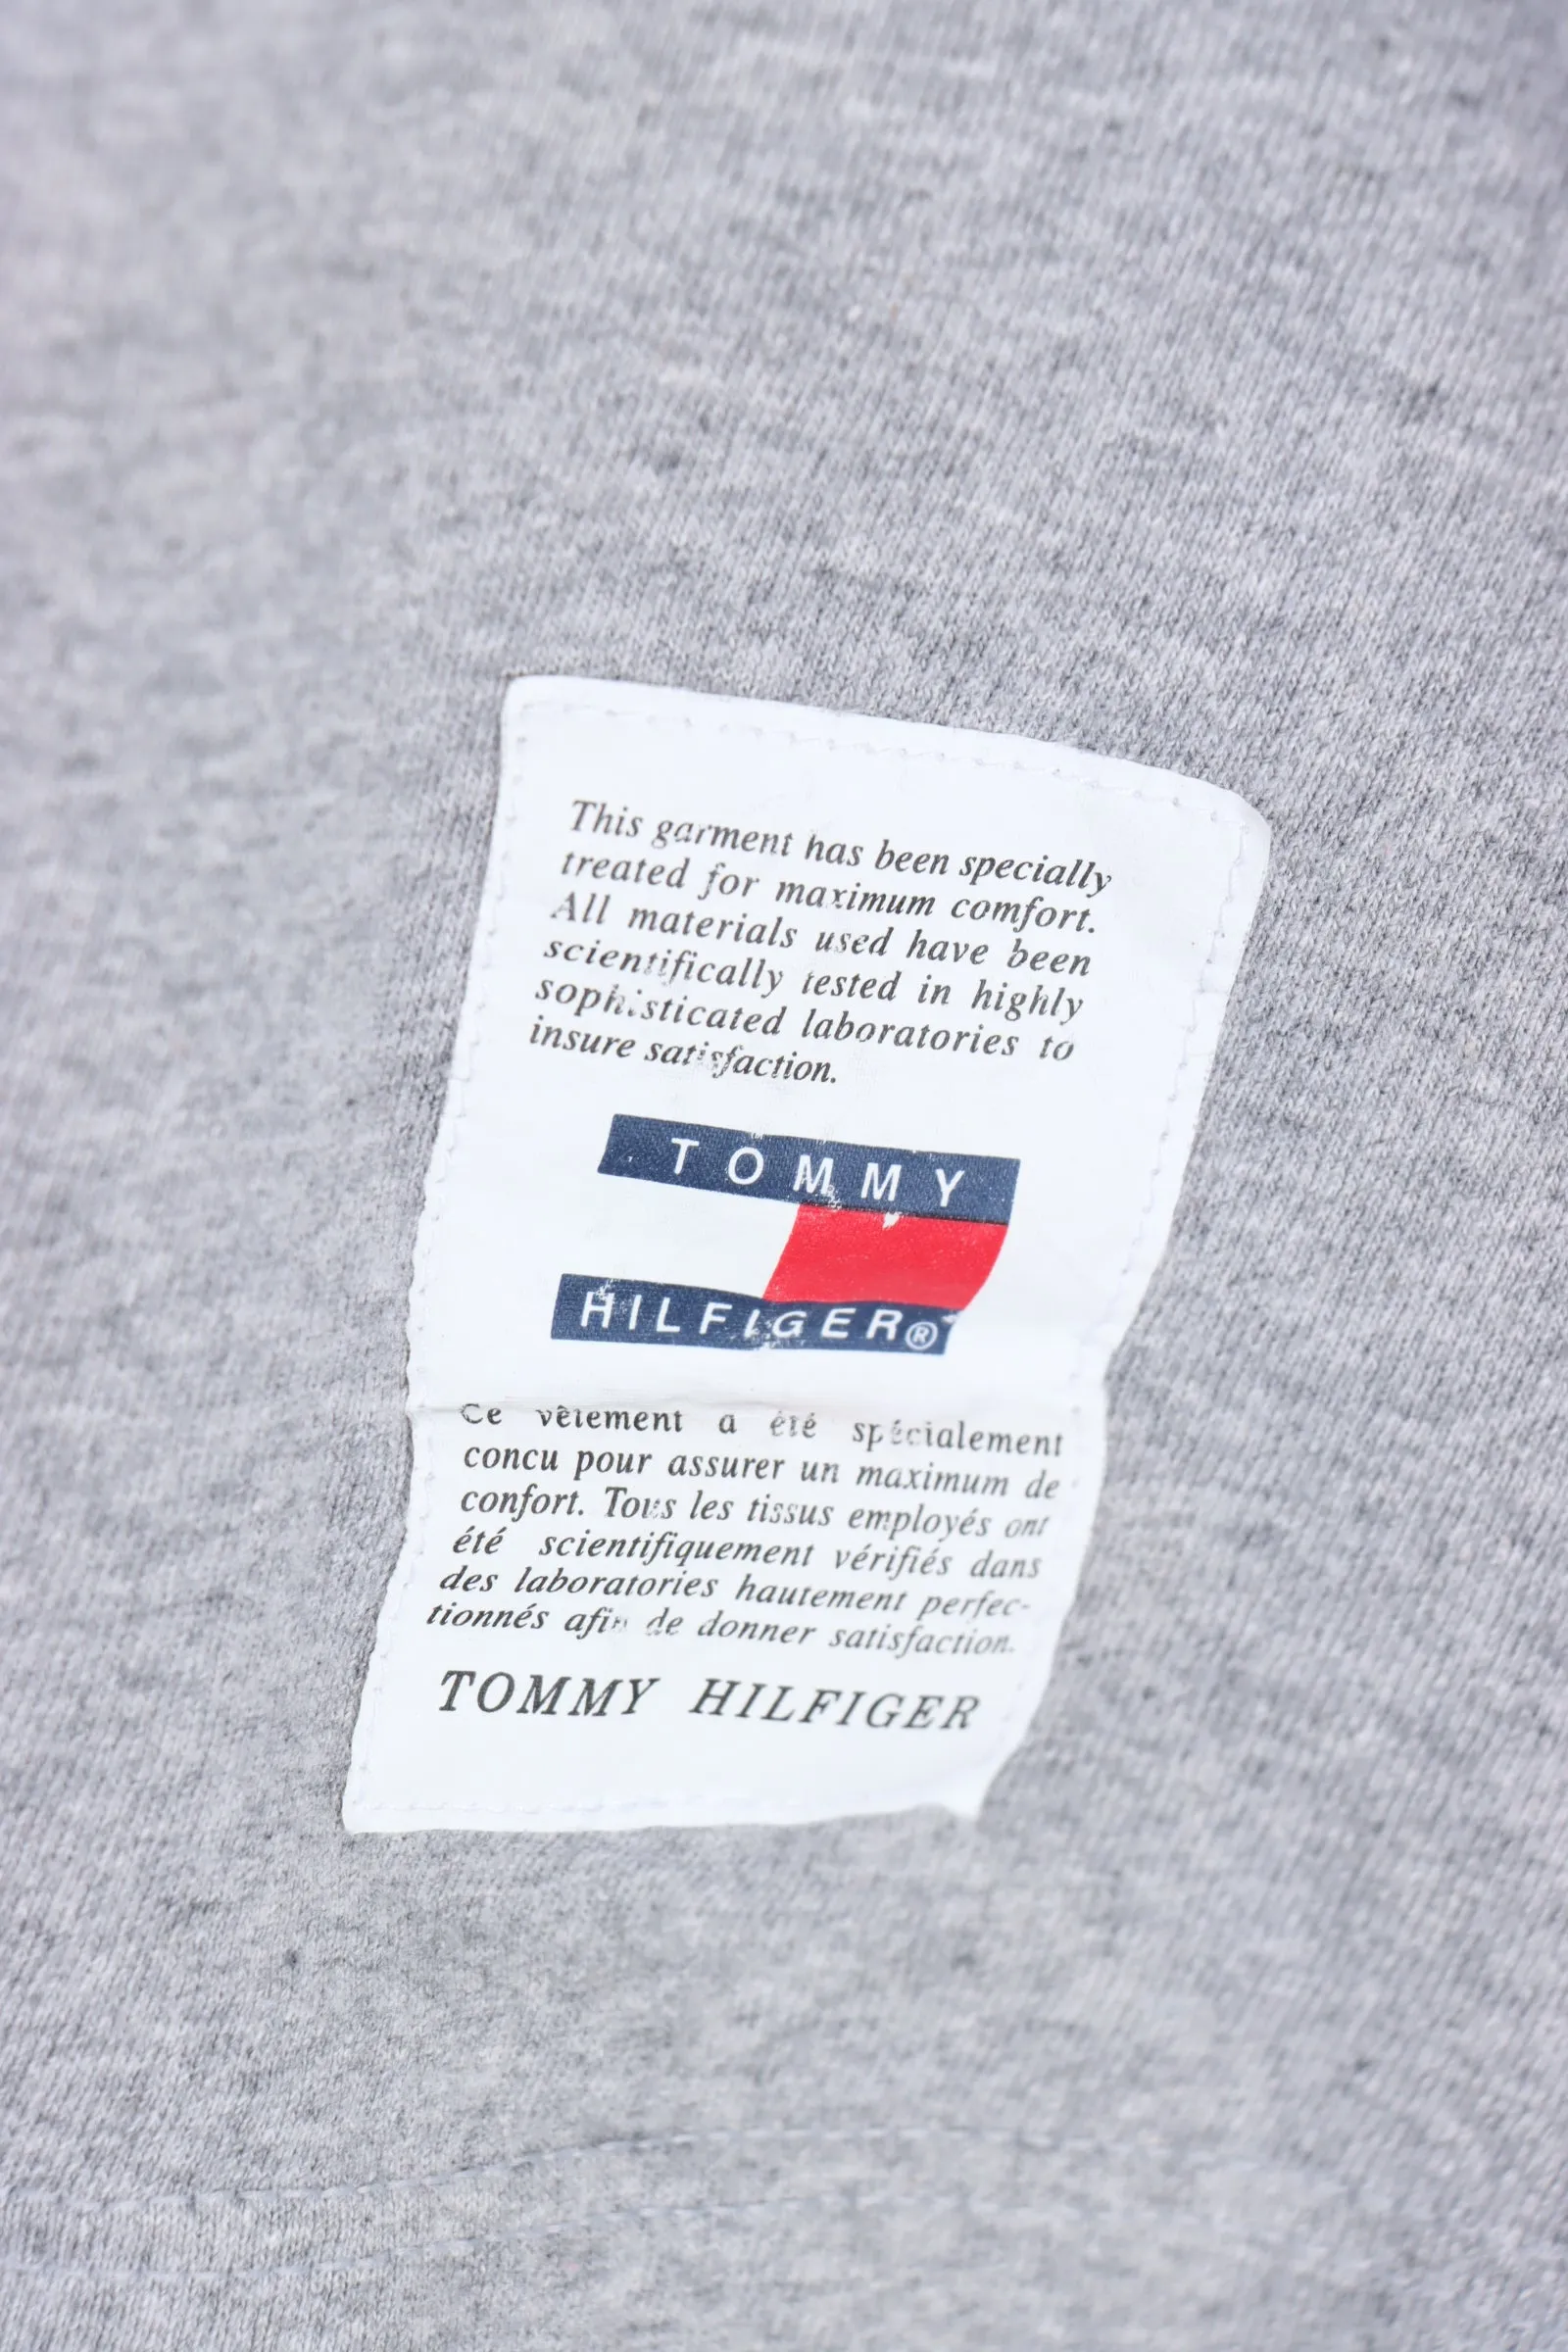 This garment has been specially
treated for maximum comfort.
All materials used have been
scientifically tested in highly
sophisticated laboratories to
insure satisfaction.
TOMMY
HILFIGER®
Ce vêtement a été spécialement
concu pour assurer un maximum de
confort. Tous les tissus employés ont
été scientifiquement vérifiés dans
des laboratories hautement perfec-
tionnés afin de donner satisfaction.
TOMMY HILFIGER